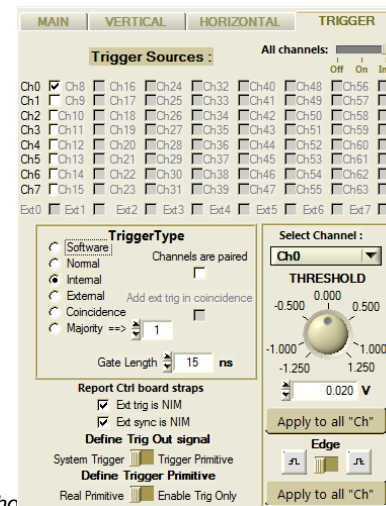 MAIN VERTICAL HORIZONTAL TRIGGER
Trigger Sources : All channels:
Off On
Ch0 Ch8 Ch16 Ch24 Ch32 Ch40 Ch48 Ch56
Ch1 Ch9 Ch17 Ch25 Ch33 Ch41 Ch49 Ch57
Ch2 Ch10 Ch18 Ch26 Ch34 Ch42 Ch50 Ch58
Ch3 Ch11 Ch19 Ch27 Ch35 Ch43 Ch51 Ch59
Ch4 Ch12 Ch20 Ch28 Ch36 Ch44 Ch52 Ch60
Ch5 Ch13 Ch21 Ch29 Ch37 Ch45 Ch53 Ch61
Ch6 Ch14 Ch22 Ch30 Ch38 Ch46 Ch54 Ch62
Ch7 Ch15 Ch23 Ch31 Ch39 Ch47 Ch55 Ch63
Ext0 Ext1 Ext2 Ext3 Ext4 Ext5 Ext6 Ext7
TriggerType
Software
Normal
Internal
External
Coincidence
Majority ==> 1
Channels are paired
Add ext trig in coincidence
Gate Length 15 ns
Select Channel :
Ch0
THRESHOLD
0.000
-0.500 0.500
-1.000 1.000
-1.250 1.250
0.020 V
Apply to all "Ch"
Edge
Apply to all "Ch"
Report Ctrl board straps
Ext trig is NIM
Ext sync is NIM
Define Trig Out signal
System Trigger Trigger Primitive
Define Trigger Primitive
Real Primitive Enable Trig Only